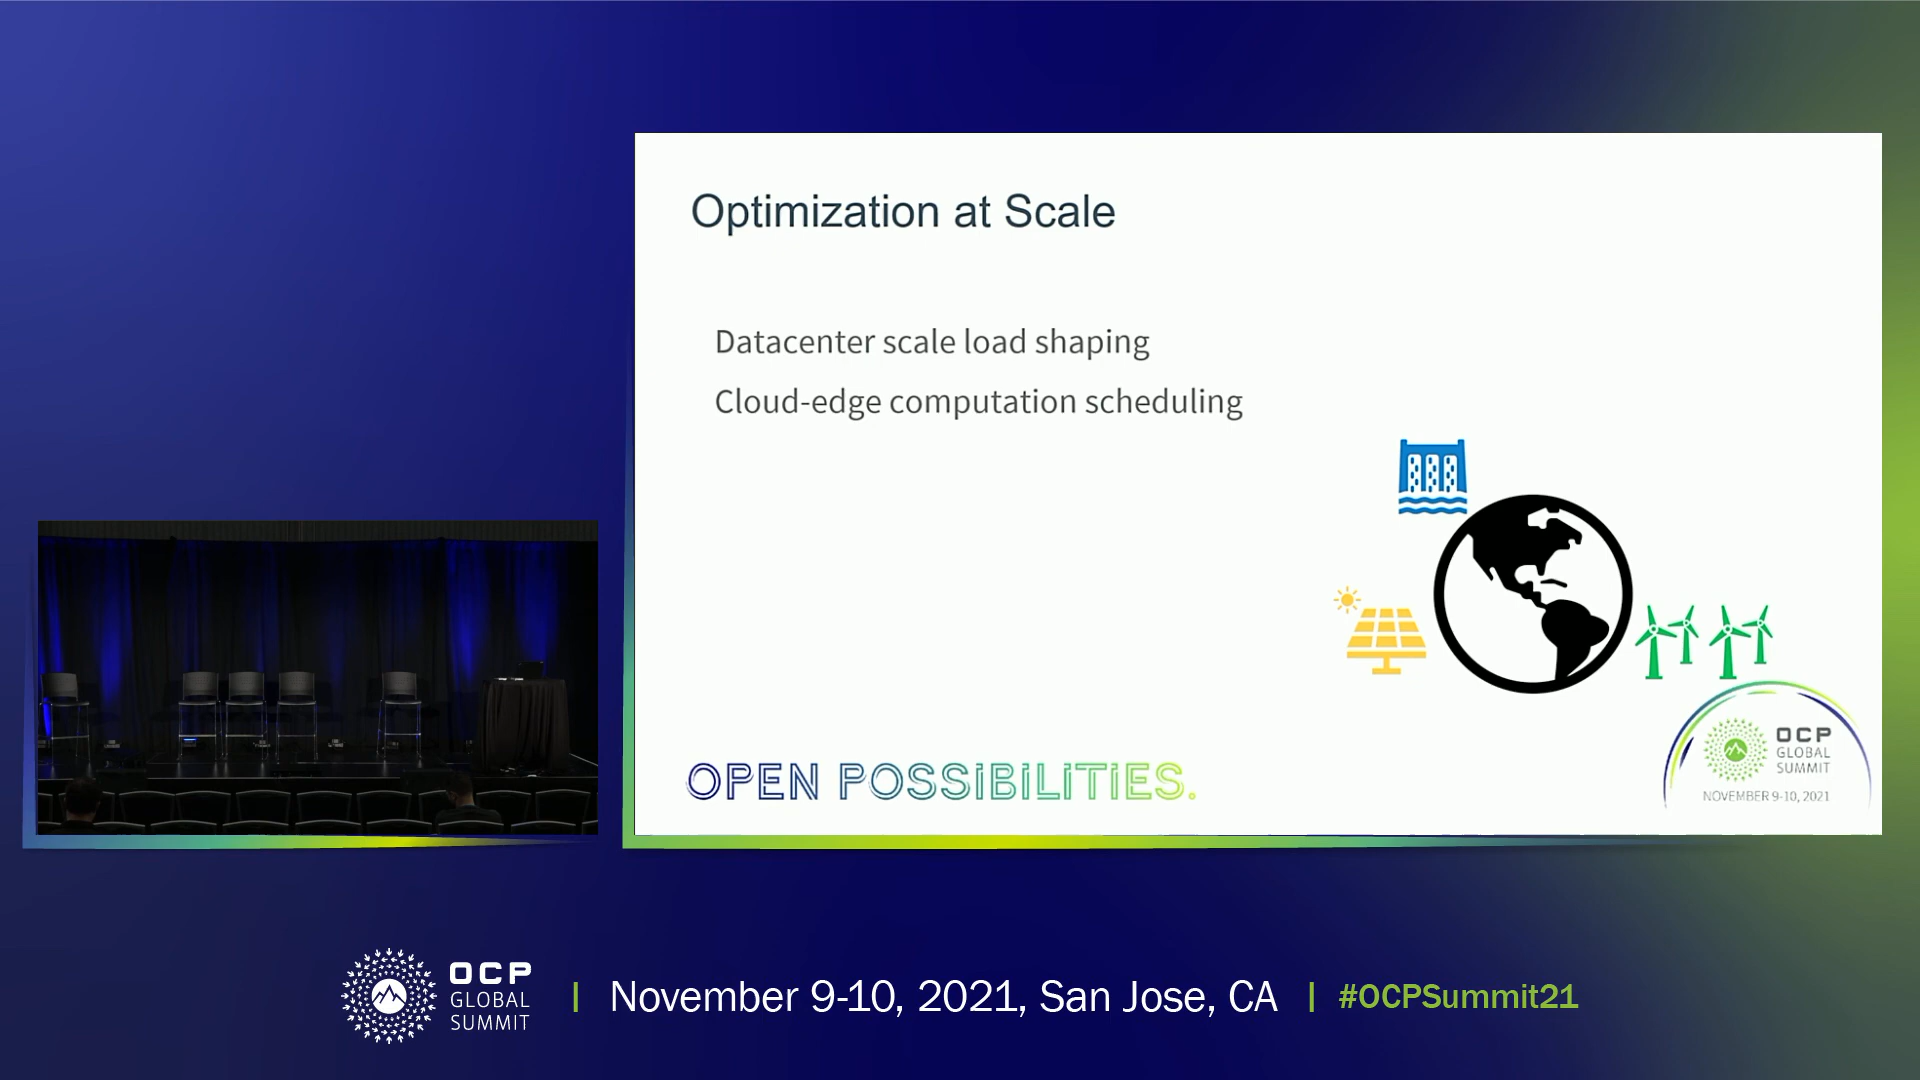 Optimization at Scale
Datacenter scale load shaping
Cloud-edge computation scheduling
OPEN POSSIBILITIES.
OCP
GLOBAL
SUMMIT
NOVEMBER 9-10, 2021
OCP
GLOBAL
SUMMIT
| November 9-10, 2021, San Jose, CA | #OCPSummit21